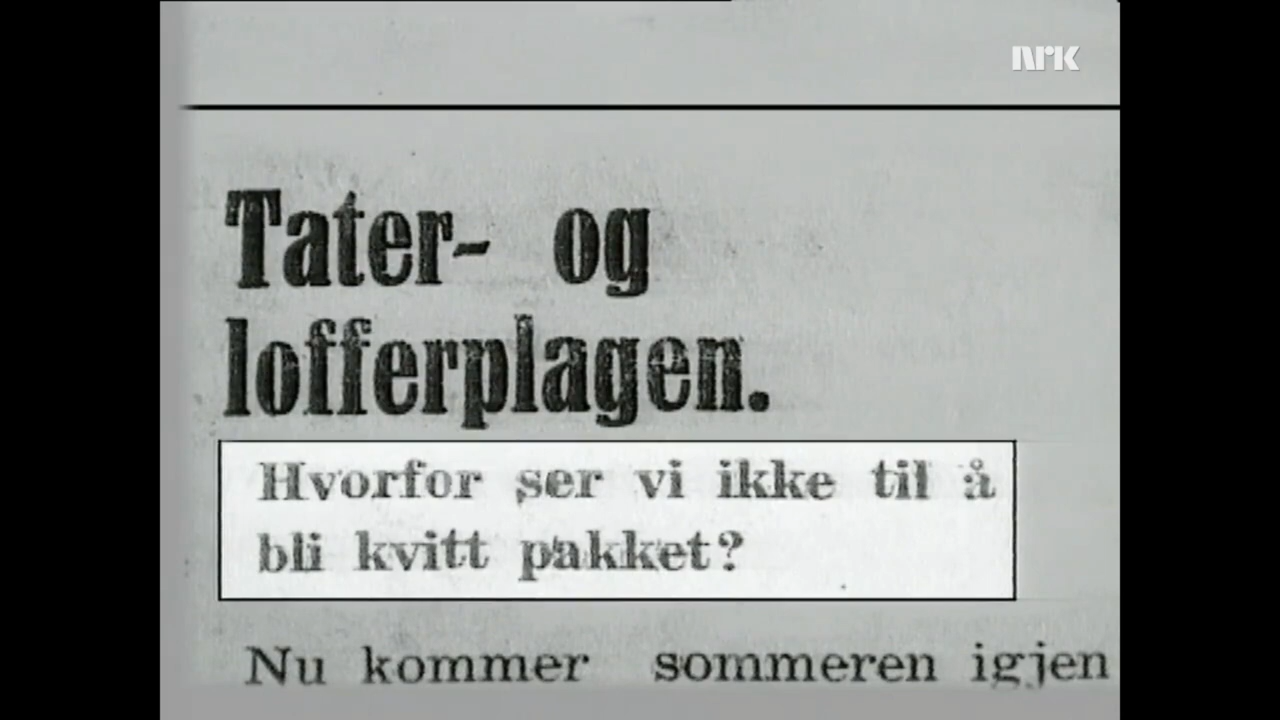 NRK
Tater- og
lofferplagen.
Hvorfor ser vi ikke til å
bli kvitt pakket?
Nu kommer sommeren igjen